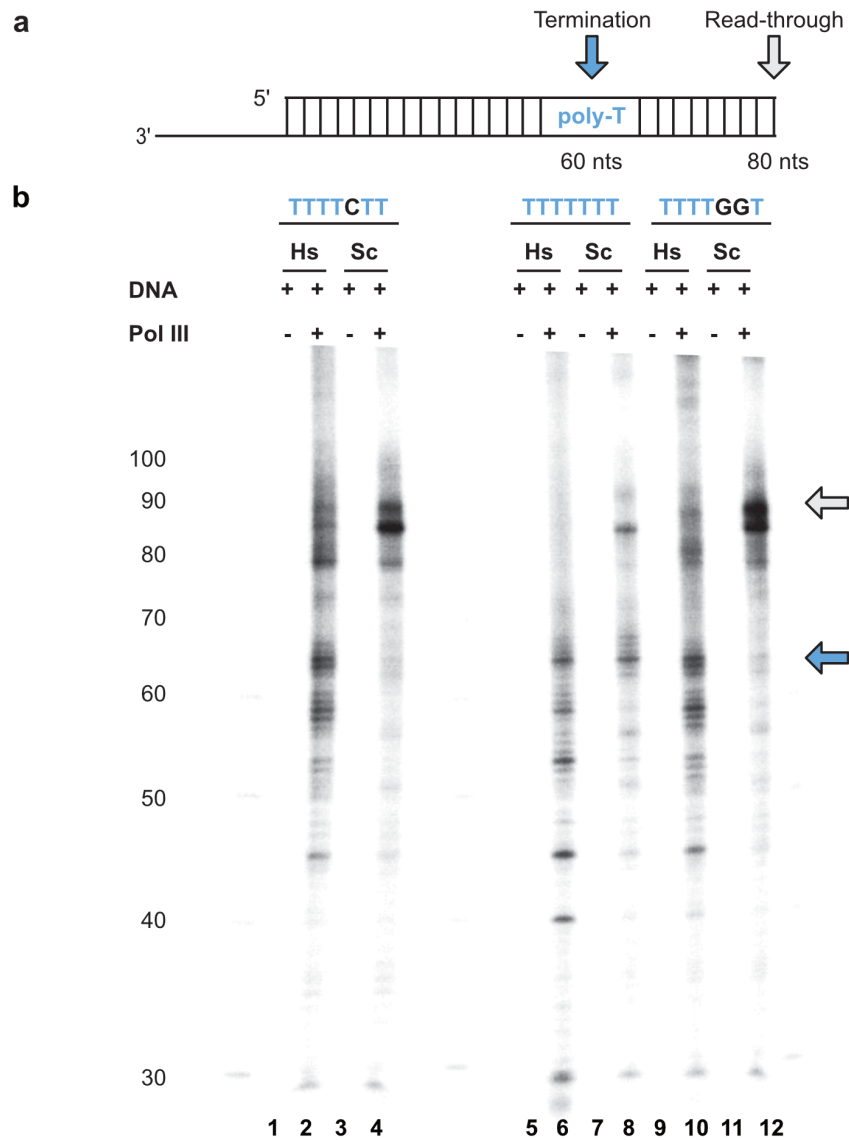 a
Termination Read-through
5'
poly-T
3'
60 nts 80 nts
b
TTTTCTT TTTTTTT TTTTGGT
Hs Sc Hs Sc Hs Sc
DNA + + + + + + + + + + + +
Pol III - + - + - + - + - + - +
100
90
80
70
60
50
40
30
1 2 3 4 5 6 7 8 9 10 11 12